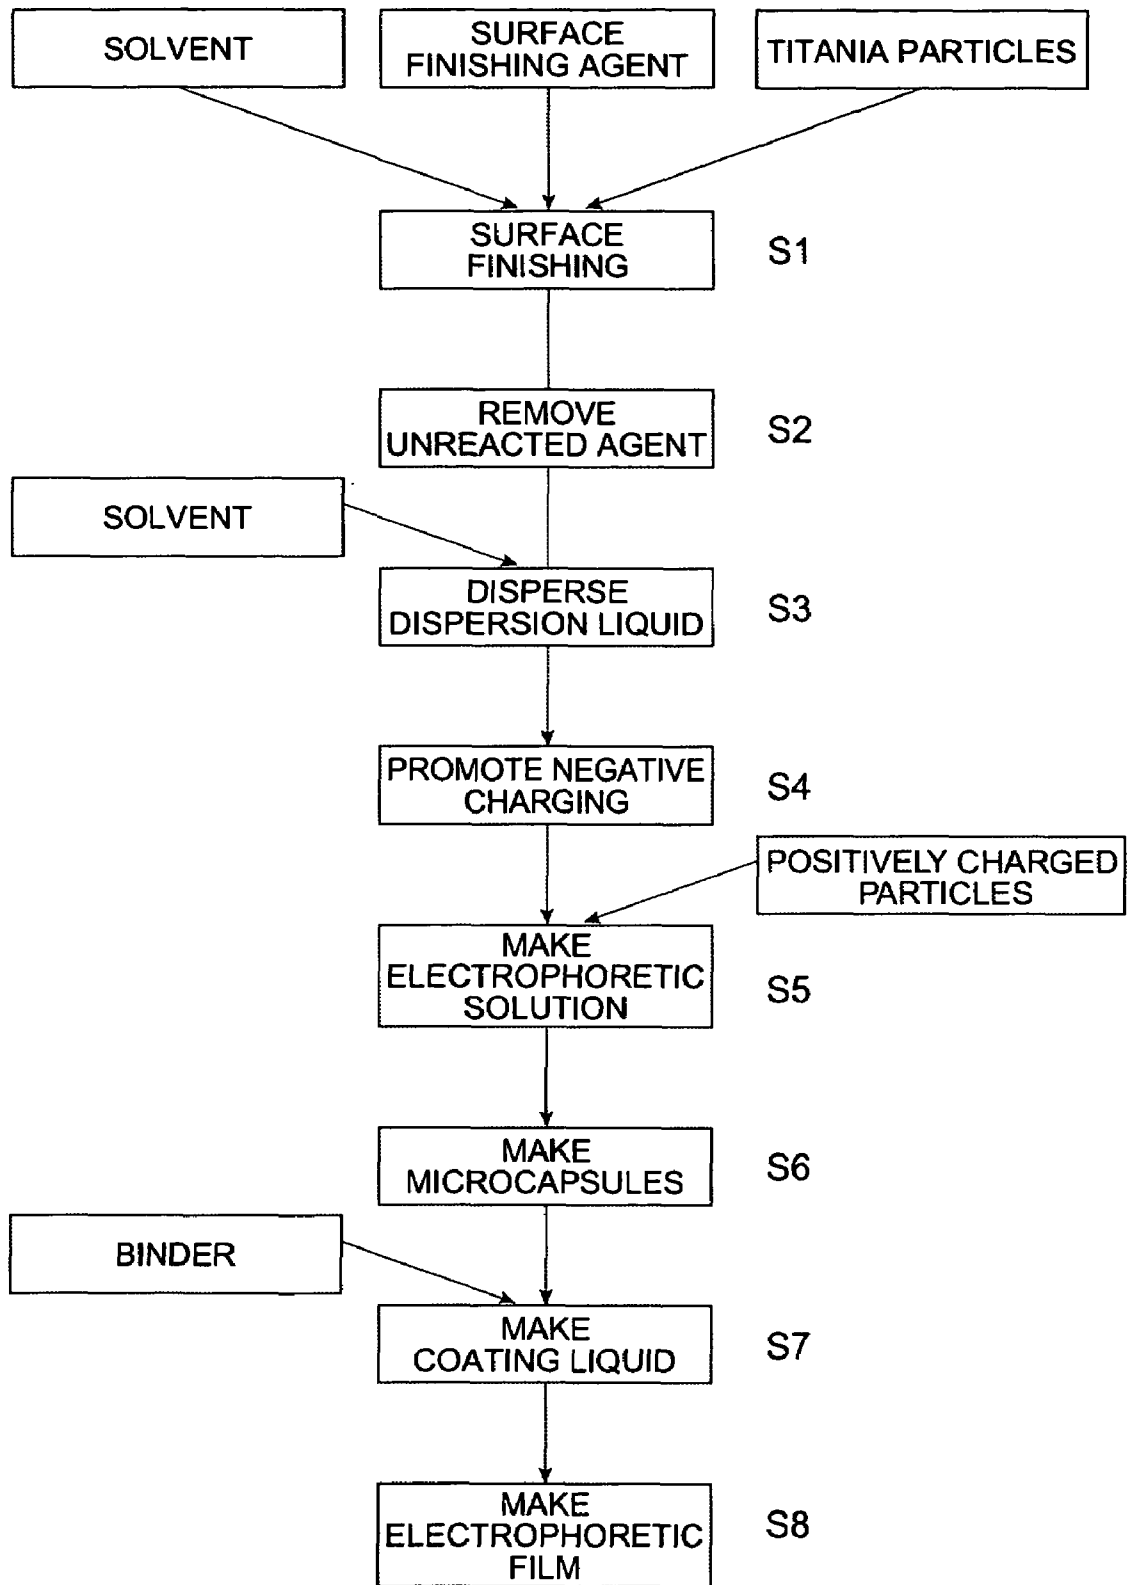 SOLVENT
SURFACE
FINISHING AGENT
TITANIA PARTICLES
SURFACE
FINISHING
S1
REMOVE
UNREACTED AGENT
S2
SOLVENT
DISPERSE
DISPERSION LIQUID
S3
PROMOTE NEGATIVE
CHARGING
S4
POSITIVELY CHARGED
PARTICLES
MAKE
ELECTROPHORETIC
SOLUTION
S5
MAKE
MICROCAPSULES
S6
BINDER
MAKE
COATING LIQUID
S7
MAKE
ELECTROPHORETIC
FILM
S8